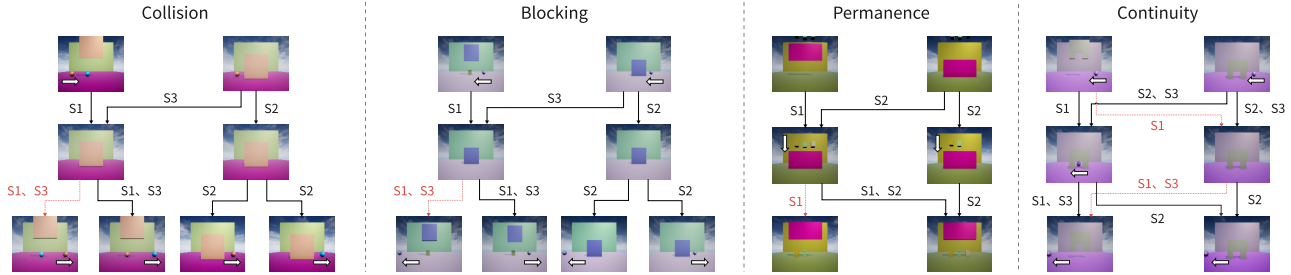 Collision
S1
S3
S2
S1、S3
S1、S3
S2
S2
Blocking
S1
S3
S2
S1、S3
S1、S3
S2
S2
Permanence
S1
S2
S2
S1
S1、S2
S2
Continuity
S1
S2、S3
S2、S3
S1
S1、S3
S1、S3
S2
S2